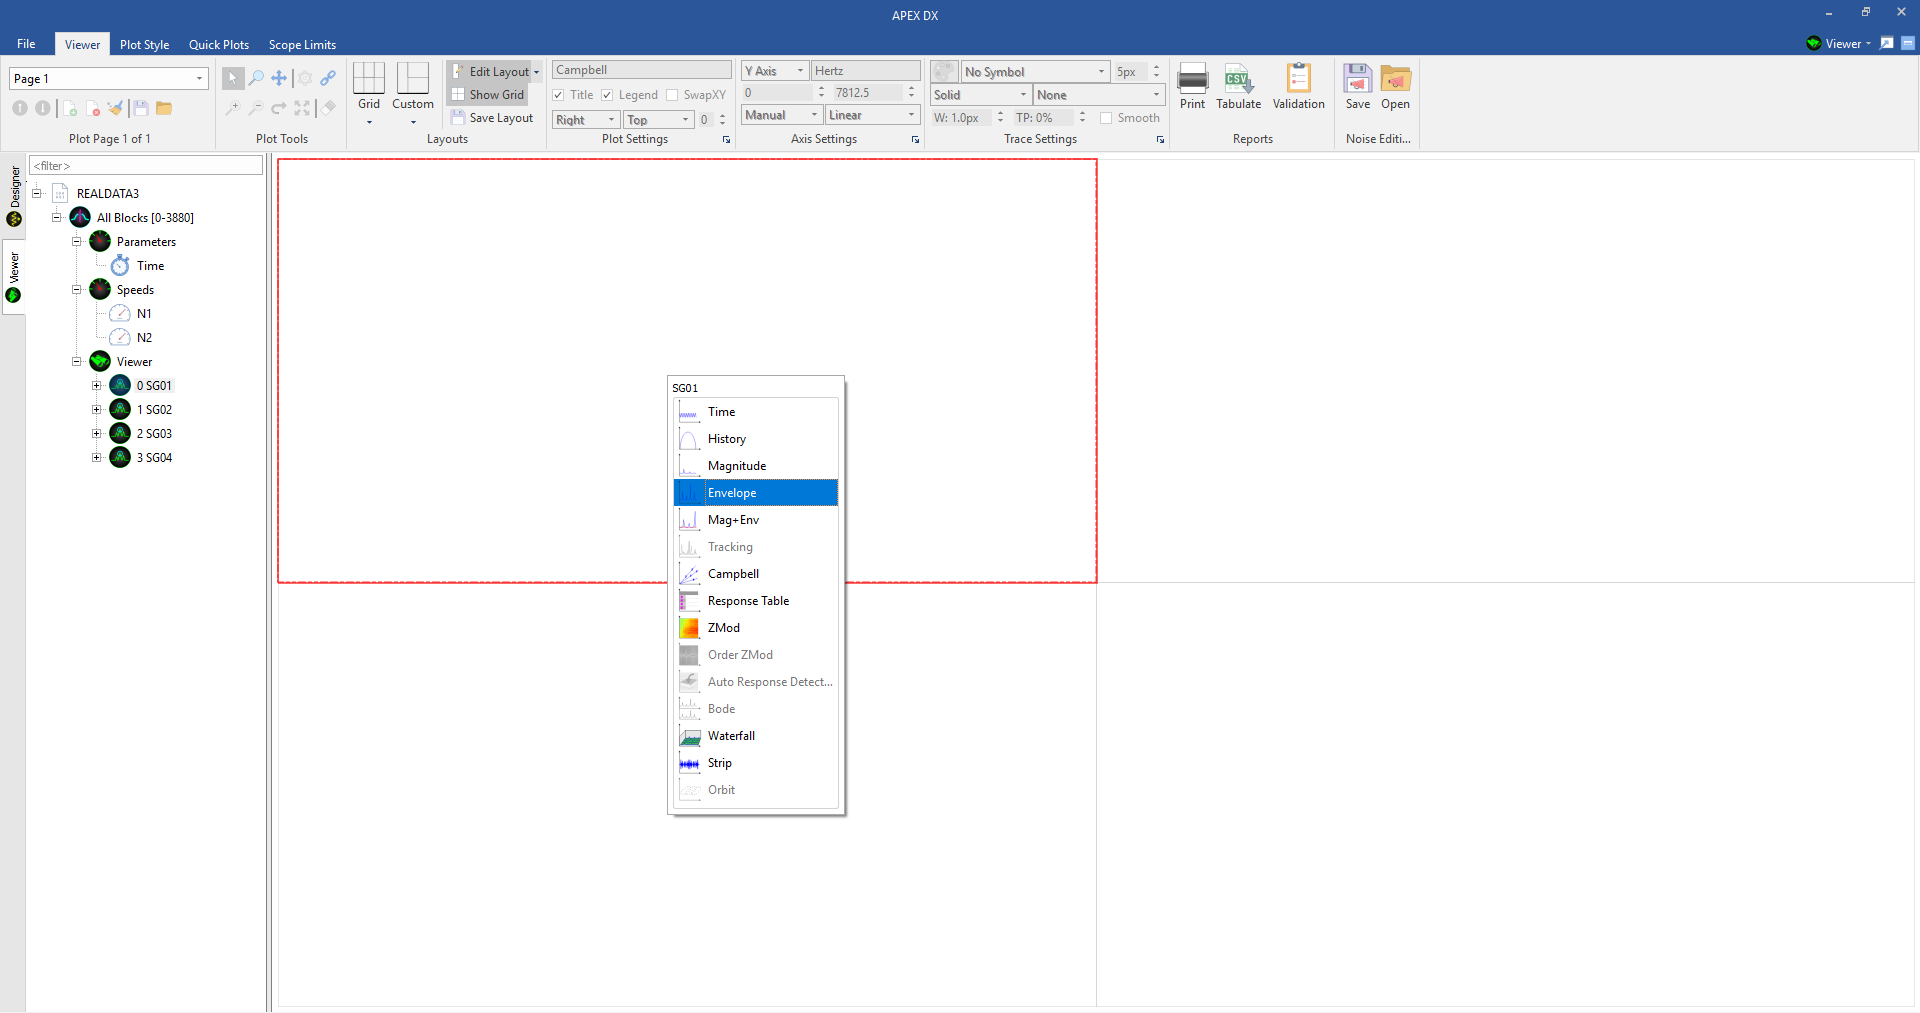 APEX DX
File
Viewer
Plot Style
Quick Plots
Scope Limits
Viewer
Page 1
Plot Page 1 of 1
Plot Tools
Grid
Custom
Edit Layout
Show Grid
Save Layout
Layouts
Campbell
Title
Legend
SwapXY
Right
Top
0
Plot Settings
Y Axis
Hertz
0
7812.5
Manual
Linear
Axis Settings
No Symbol
5px
Solid
None
W: 1.0px
TP: 0%
Smooth
Trace Settings
Print
CSV
Tabulate
Validation
Reports
Save
Open
Noise Editi...
Designer
Viewer
<filter>
REALDATA3
All Blocks [0-3880]
Parameters
Time
Speeds
N1
N2
Viewer
0 SG01
1 SG02
2 SG03
3 SG04
SG01
Time
History
Magnitude
Envelope
Mag+Env
Tracking
Campbell
Response Table
ZMod
Order ZMod
Auto Response Detect...
Bode
Waterfall
Strip
Orbit